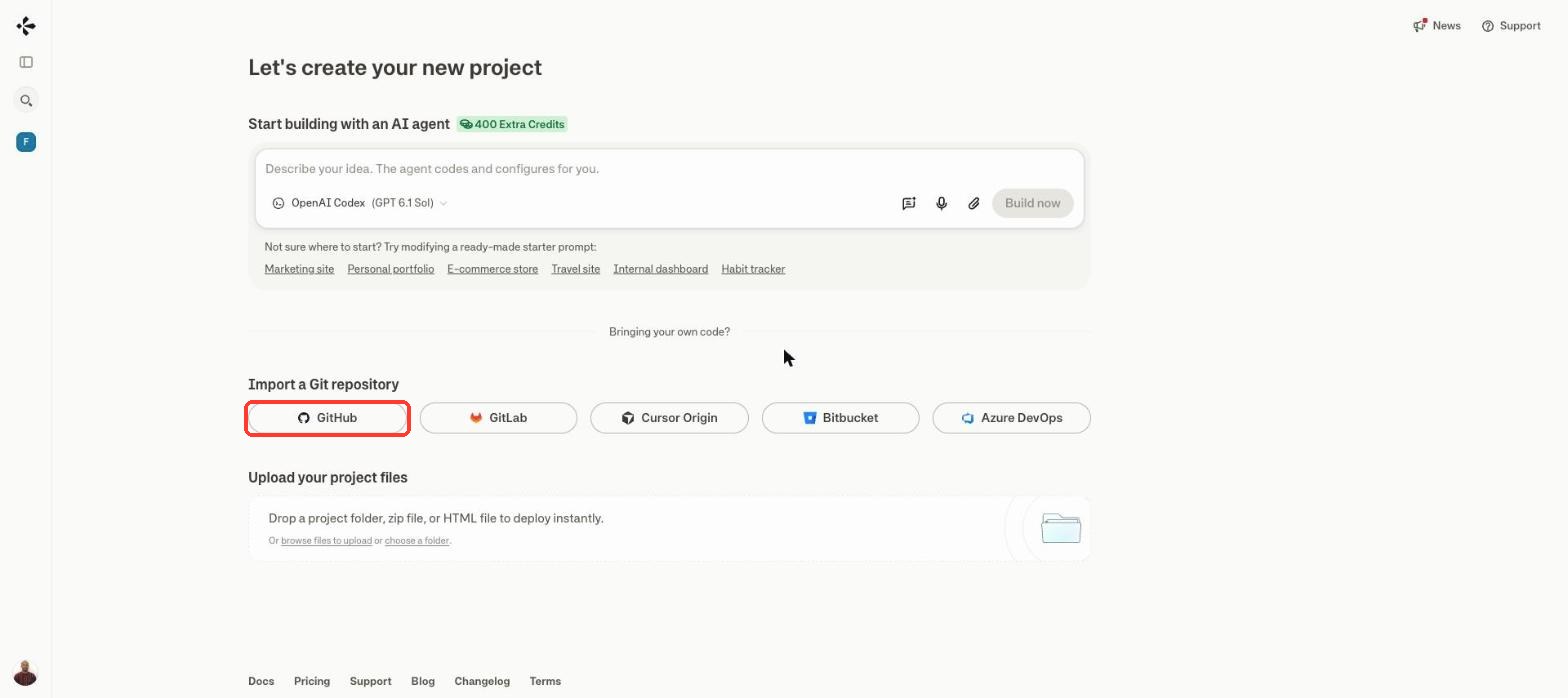 News
Support
Let's create your new project
F
Start building with an AI agent
400 Extra Credits
Describe your idea. The agent codes and configures for you.
OpenAI Codex (GPT 6.1 Sol)
Build now
Not sure where to start? Try modifying a ready-made starter prompt:
Marketing site
Personal portfolio
E-commerce store
Travel site
Internal dashboard
Habit tracker
Bringing your own code?
Import a Git repository
GitHub
GitLab
Cursor Origin
Bitbucket
Azure DevOps
Upload your project files
Drop a project folder, zip file, or HTML file to deploy instantly.
Or browse files to upload or choose a folder.
Docs
Pricing
Support
Blog
Changelog
Terms